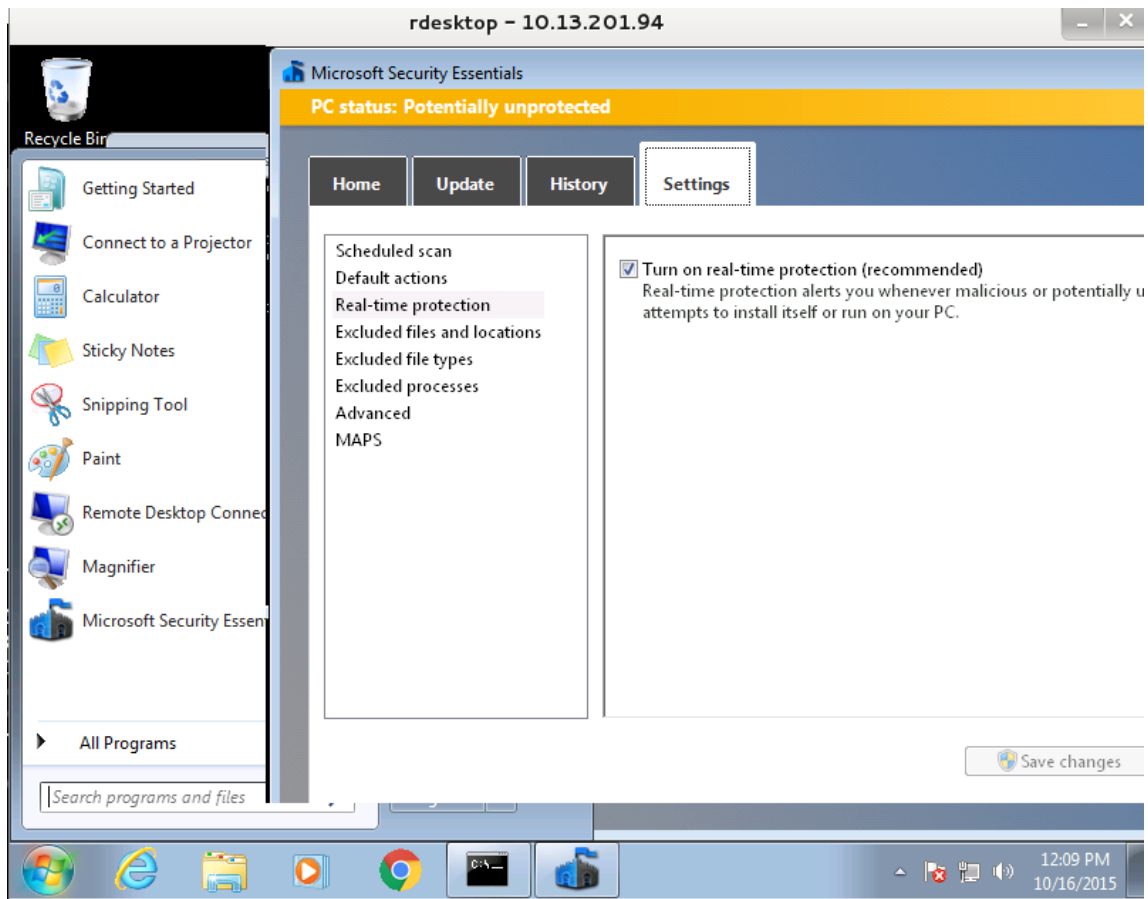 rdesktop - 10.13.201.94
Recycle Bin
Microsoft Security Essentials
PC status: Potentially unprotected
Home
Update
History
Settings
Getting Started
Connect to a Projector
Calculator
Sticky Notes
Snipping Tool
Paint
Remote Desktop Connec
Magnifier
Microsoft Security Essen
All Programs
Search programs and files
Scheduled scan
Default actions
Real-time protection
Excluded files and locations
Excluded file types
Excluded processes
Advanced
MAPS
Turn on real-time protection (recommended)
Real-time protection alerts you whenever malicious or potentially u
attempts to install itself or run on your PC.
Save changes
C:\
12:09 PM
10/16/2015